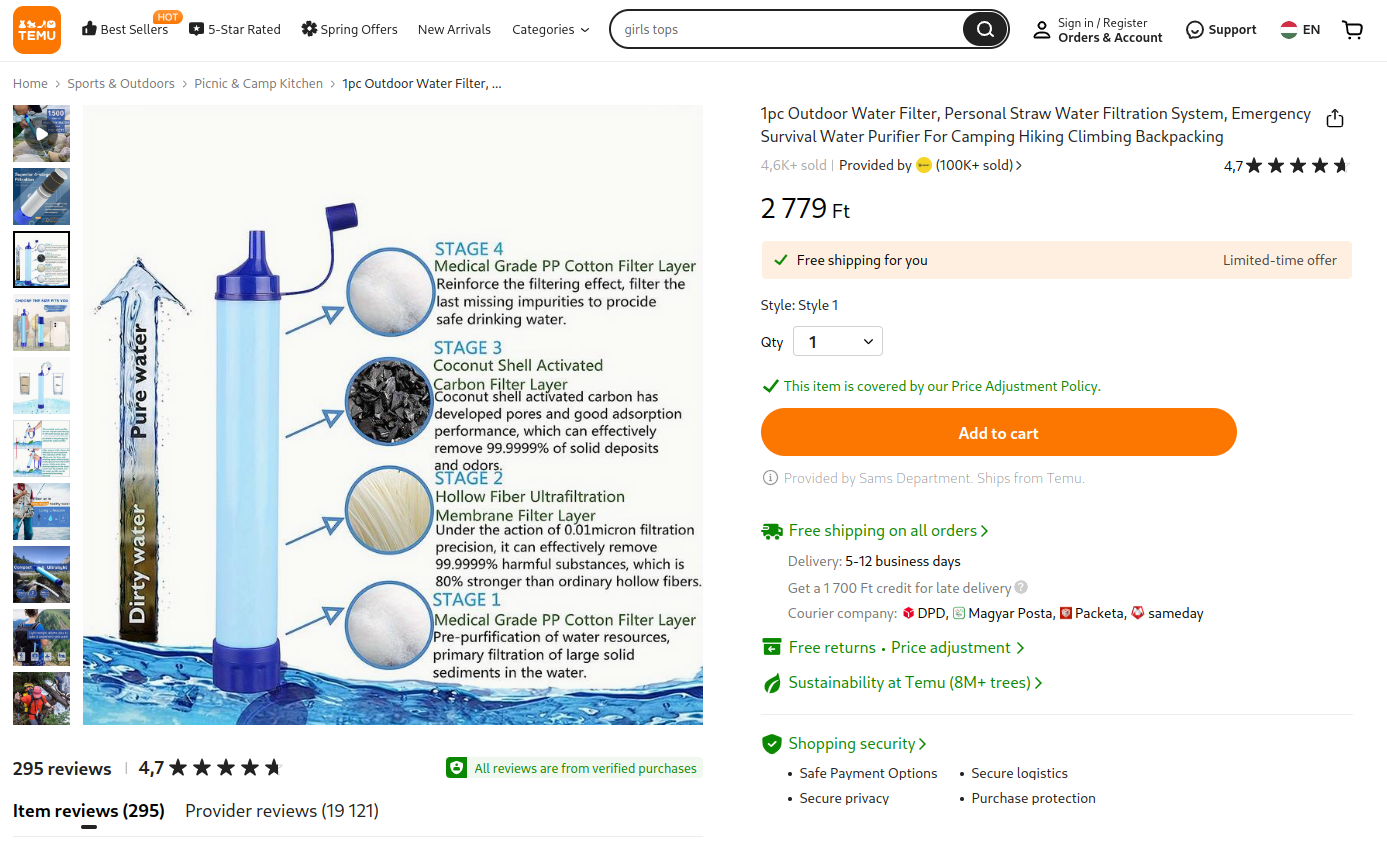 TEMU
Best Sellers
HOT
5-Star Rated
Spring Offers
New Arrivals
Categories
girls tops
Sign in / Register
Orders & Account
Support
EN
Home > Sports & Outdoors > Picnic & Camp Kitchen > 1pc Outdoor Water Filter, ...
1pc Outdoor Water Filter, Personal Straw Water Filtration System, Emergency
Survival Water Purifier For Camping Hiking Climbing Backpacking
4,6K+ sold | Provided by (100K+ sold) >
4,7
2 779 Ft
Free shipping for you
Limited-time offer
Style: Style 1
Qty 1
This item is covered by our Price Adjustment Policy.
Add to cart
Provided by Sams Department. Ships from Temu.
Free shipping on all orders >
Delivery: 5-12 business days
Get a 1 700 Ft credit for late delivery ?
Courier company: DPD, Magyar Posta, Packeta, sameday
Free returns • Price adjustment >
Sustainability at Temu (8M+ trees) >
Shopping security >
• Safe Payment Options
• Secure logistics
• Secure privacy
• Purchase protection
1500
Pure water
Dirty water
STAGE 4
Medical Grade PP Cotton Filter Layer
Reinforce the filtering effect, filter the
last missing impurities to procide
safe drinking water.
STAGE 3
Coconut Shell Activated
Carbon Filter Layer
Coconut shell activated carbon has
developed pores and good adsorption
performance, which can effectively
remove 99.9999% of solid deposits
and odors.
STAGE 2
Hollow Fiber Ultrafiltration
Membrane Filter Layer
Under the action of 0.01micron filtration
precision, it can effectively remove
99.9999% harmful substances, which is
80% stronger than ordinary hollow fibers.
STAGE 1
Medical Grade PP Cotton Filter Layer
Pre-purffification of water resources,
primary filtration of large solid
sediments in the water.
295 reviews | 4,7
All reviews are from verified purchases
Item reviews (295)
Provider reviews (19 121)